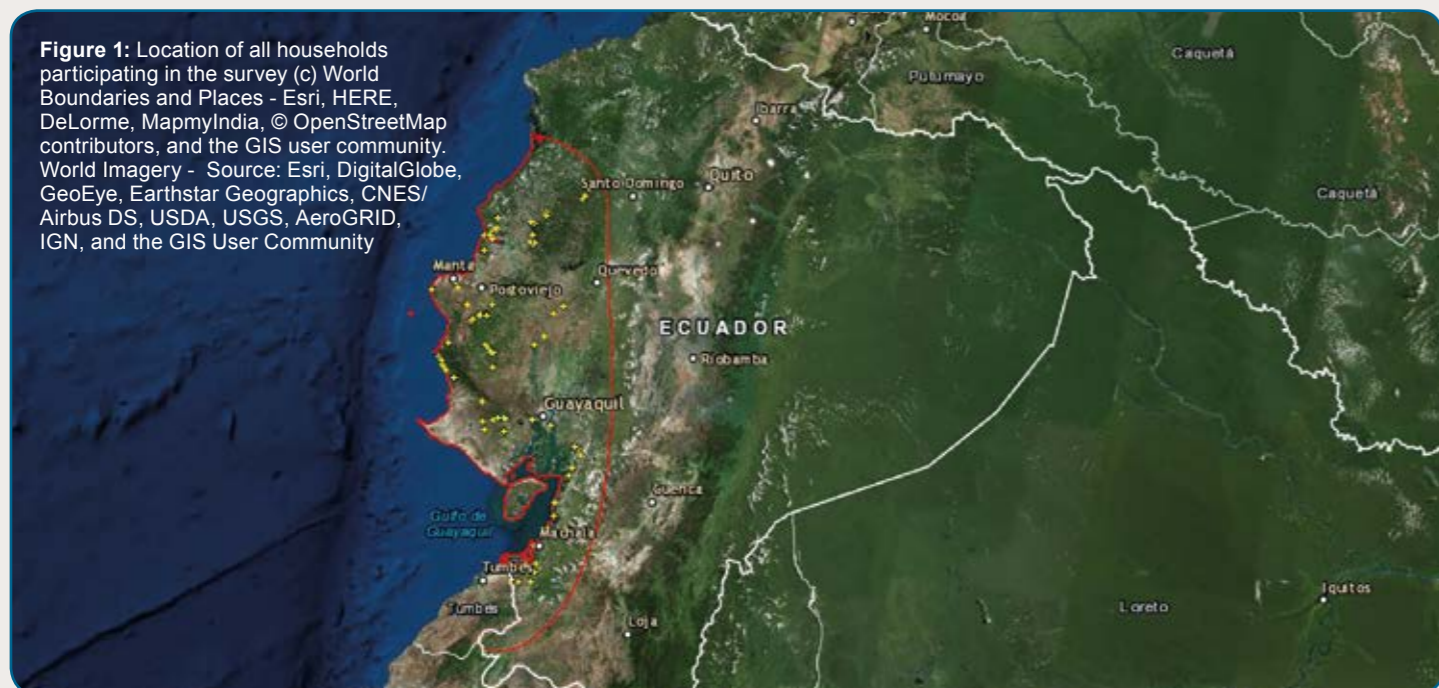 Figure 1: Location of all households
participating in the survey (c) World
Boundaries and Places - Esri, HERE,
DeLorme, MapmyIndia, © OpenStreetMap
contributors, and the GIS user community.
World Imagery - Source: Esri, DigitalGlobe,
GeoEye, Earthstar Geographics, CNES/
Airbus DS, USDA, USGS, AeroGRID,
IGN, and the GIS User Community
Mocoa
Caquetá
Putumayo
Ibarra
Santo Domingo
Quito
Caquetá
Manta
Quevedo
Portoviejo
ECUADOR
Riobamba
Guayaquil
Cuenca
Golfo de
Guayaquil
Machala
Tumbes
Iquitos
Tumbes
Loreto
Loja